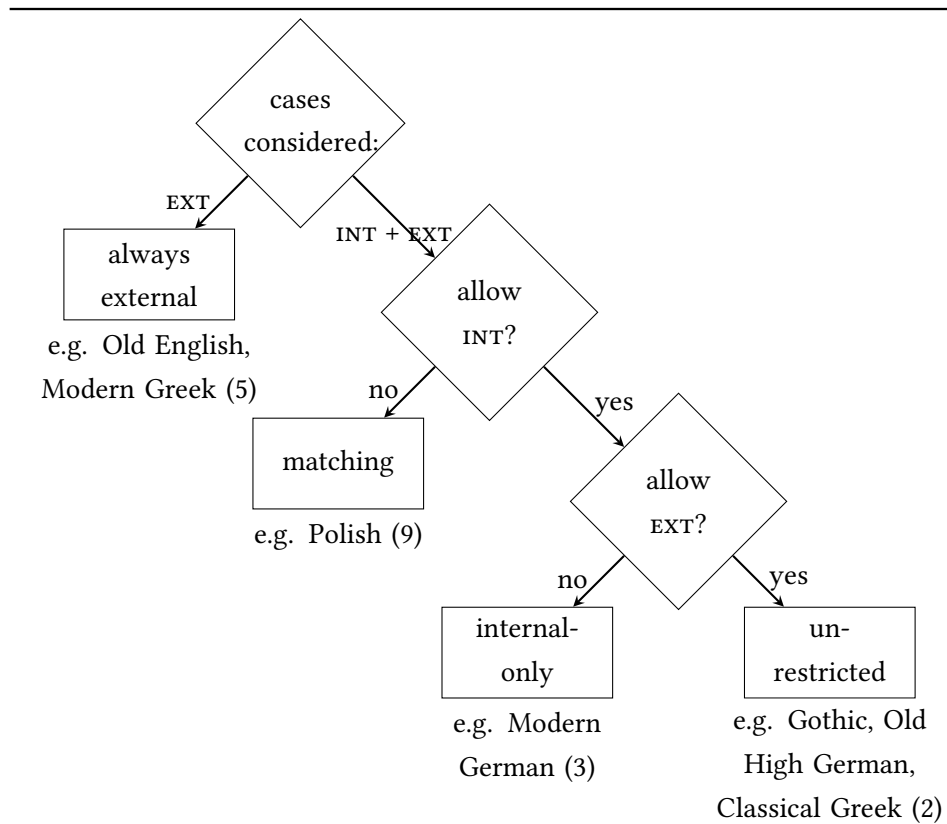 cases
considered:
EXT
INT + EXT
always
external
e.g. Old English,
Modern Greek (5)
allow
INT?
no
yes
matching
e.g. Polish (9)
allow
EXT?
no
yes
internal-
only
e.g. Modern
German (3)
un-
restricted
e.g. Gothic, Old
High German,
Classical Greek (2)